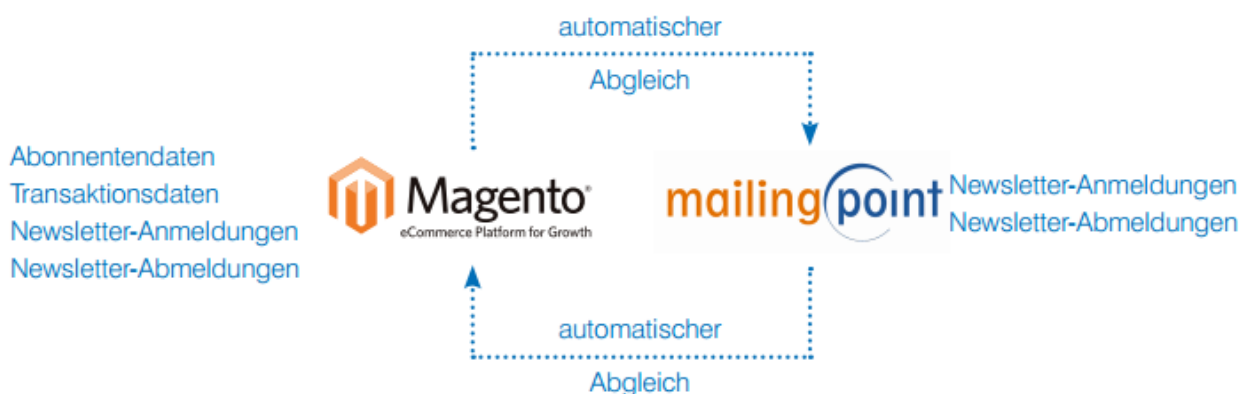 automatischer
Abgleich
Abonnentendaten
Transaktionsdaten
Newsletter-Anmeldungen
Newsletter-Abmeldungen
Magento®
eCommerce Platform for Growth
mailingpoint
Newsletter-Anmeldungen
Newsletter-Abmeldungen
automatischer
Abgleich